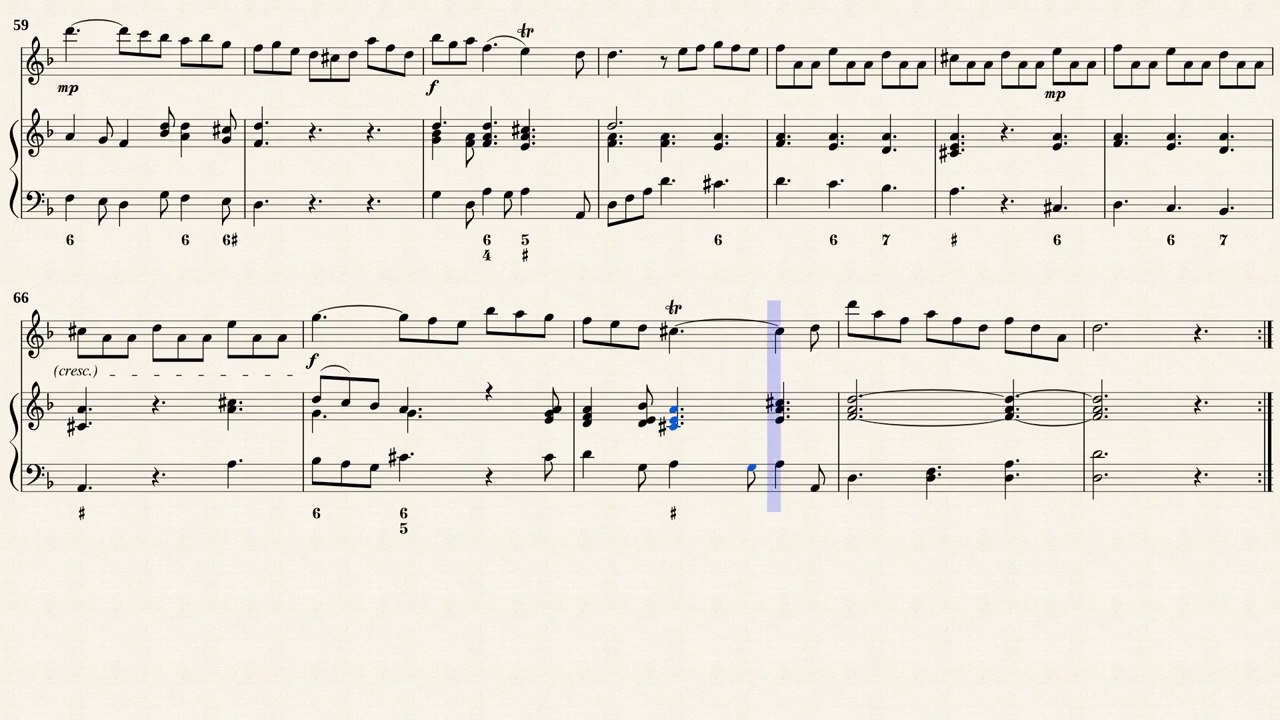 59
tr
mp f
mp
6 6 6# 6 5 6 6 7 # 6 6 7
4 #
66
tr
f
(cresc.)
# 6 6 #
5